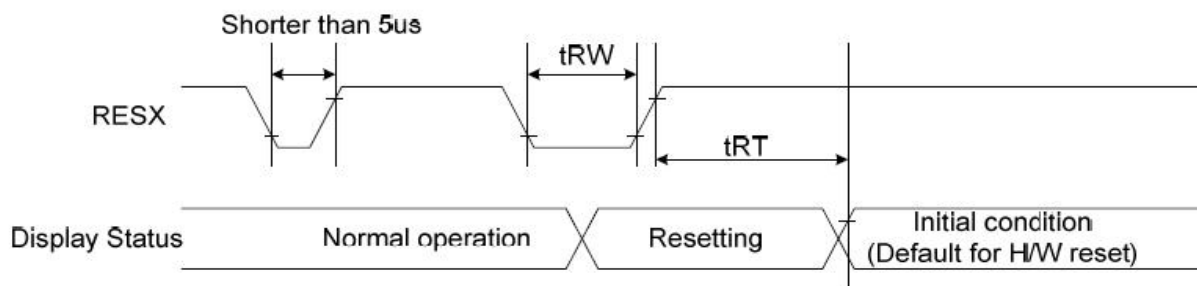 Shorter than 5us
tRW
RESX
tRT
Display Status
Normal operation
Resetting
Initial condition
(Default for H/W reset)